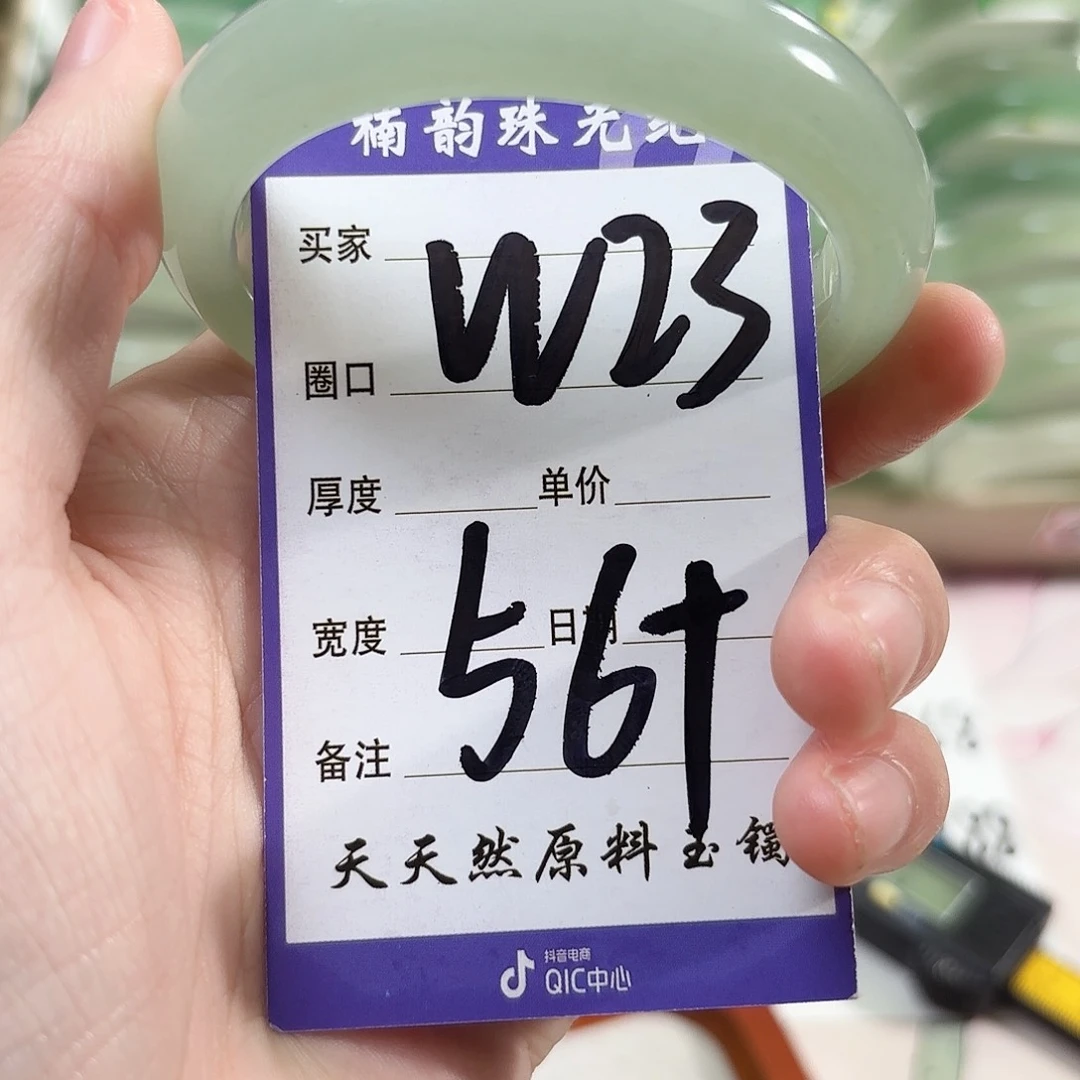 楠韵珠光
买家
W23
圈口
厚度 单价
56+
宽度 日期
备注
天天然原料玉镯
抖音电商
QIC中心